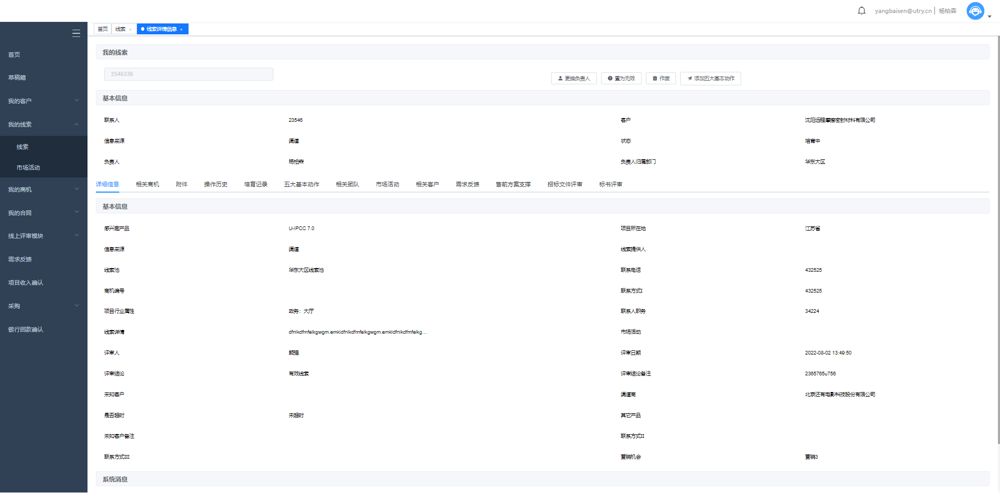 yangbaisen@utry.cn | 杨柏森
首页 线索 × 线索详情信息 ×
首页
草稿箱
我的客户
我的线索
线索
市场活动
我的商机
我的合同
线上评审模块
需求反馈
项目收入确认
采购
银行回款确认
我的线索
3546336
更换负责人 置为无效 作废 添加五大基本动作
基本信息
联系人 23546 客户 沈阳远程摩擦密封材料有限公司
信息来源 渠道 状态 培育中
负责人 杨柏森 负责人归属部门 华东大区
详细信息 相关商机 附件 操作历史 培育记录 五大基本动作 相关团队 市场活动 相关客户 需求反馈 售前方案支撑 招标文件评审 标书评审
基本信息
感兴趣产品 U-IPCC 7.0 项目所在地 江苏省
信息来源 渠道 线索提供人
线索池 华东大区线索池 联系电话 432525
商机编号 联系方式I 432525
项目行业属性 政务：大厅 联系人职务 34224
线索详情 dfnlkdfmfelkgwgm.emkldfnlkdfmfelkgwgm.emkldfnlkdfmfelkg... 市场活动
评审人 颜强 评审日期 2022-08-02 13:49:50
评审结论 有效线索 评审结论备注 2365765u756
未知客户 渠道商 北京还有电影科技股份有限公司
是否超时 未超时 其它产品
未知客户备注 联系方式II
联系方式III 营销机会 营销3
系统消息